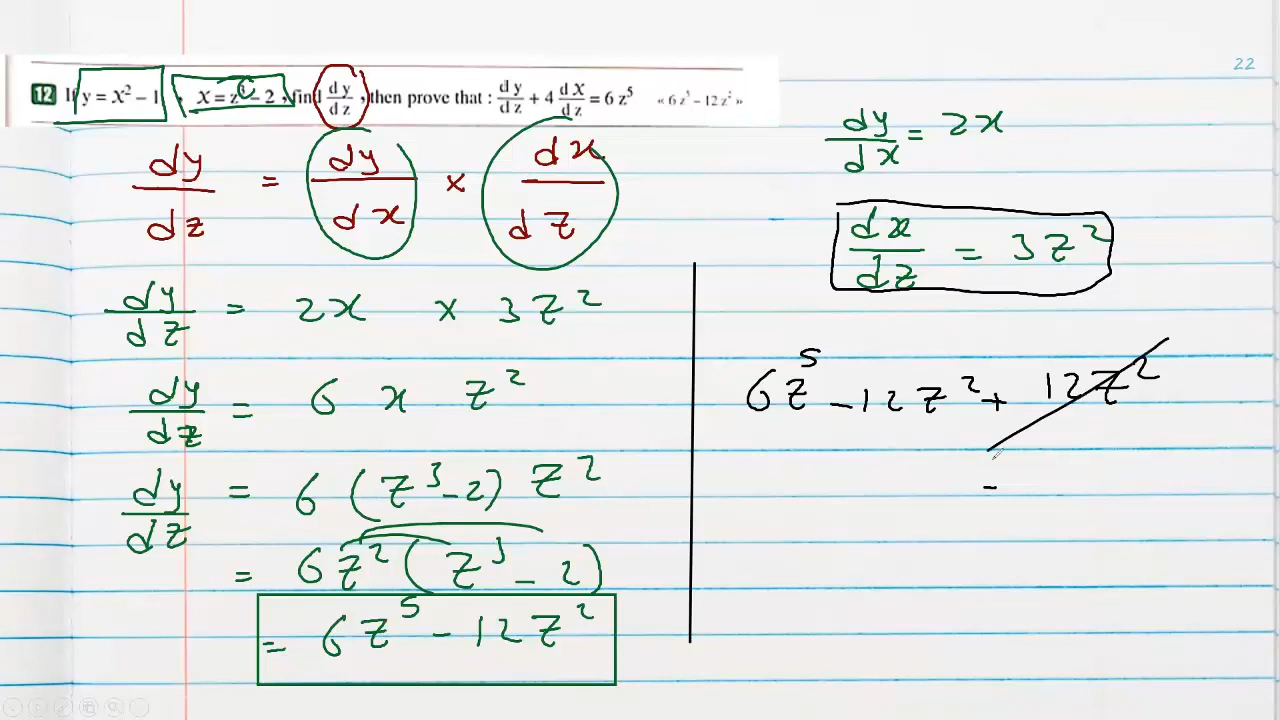 22
12 If y = x² − 1 , x = z³ − 2 , find dy/dz , then prove that : dy/dz + 4 dx/dz = 6 z⁵ « 6 z⁵ − 12 z² »
dy/dz = dy/dx × dx/dz
dy/dz = 2x × 3z²
dy/dz = 6 x z²
dy/dz = 6 (z³ − 2) z²
= 6z² (z³ − 2)
= 6z⁵ − 12z²
dy/dx = 2x
dx/dz = 3z²
6z⁵ − 12z² + 12z²